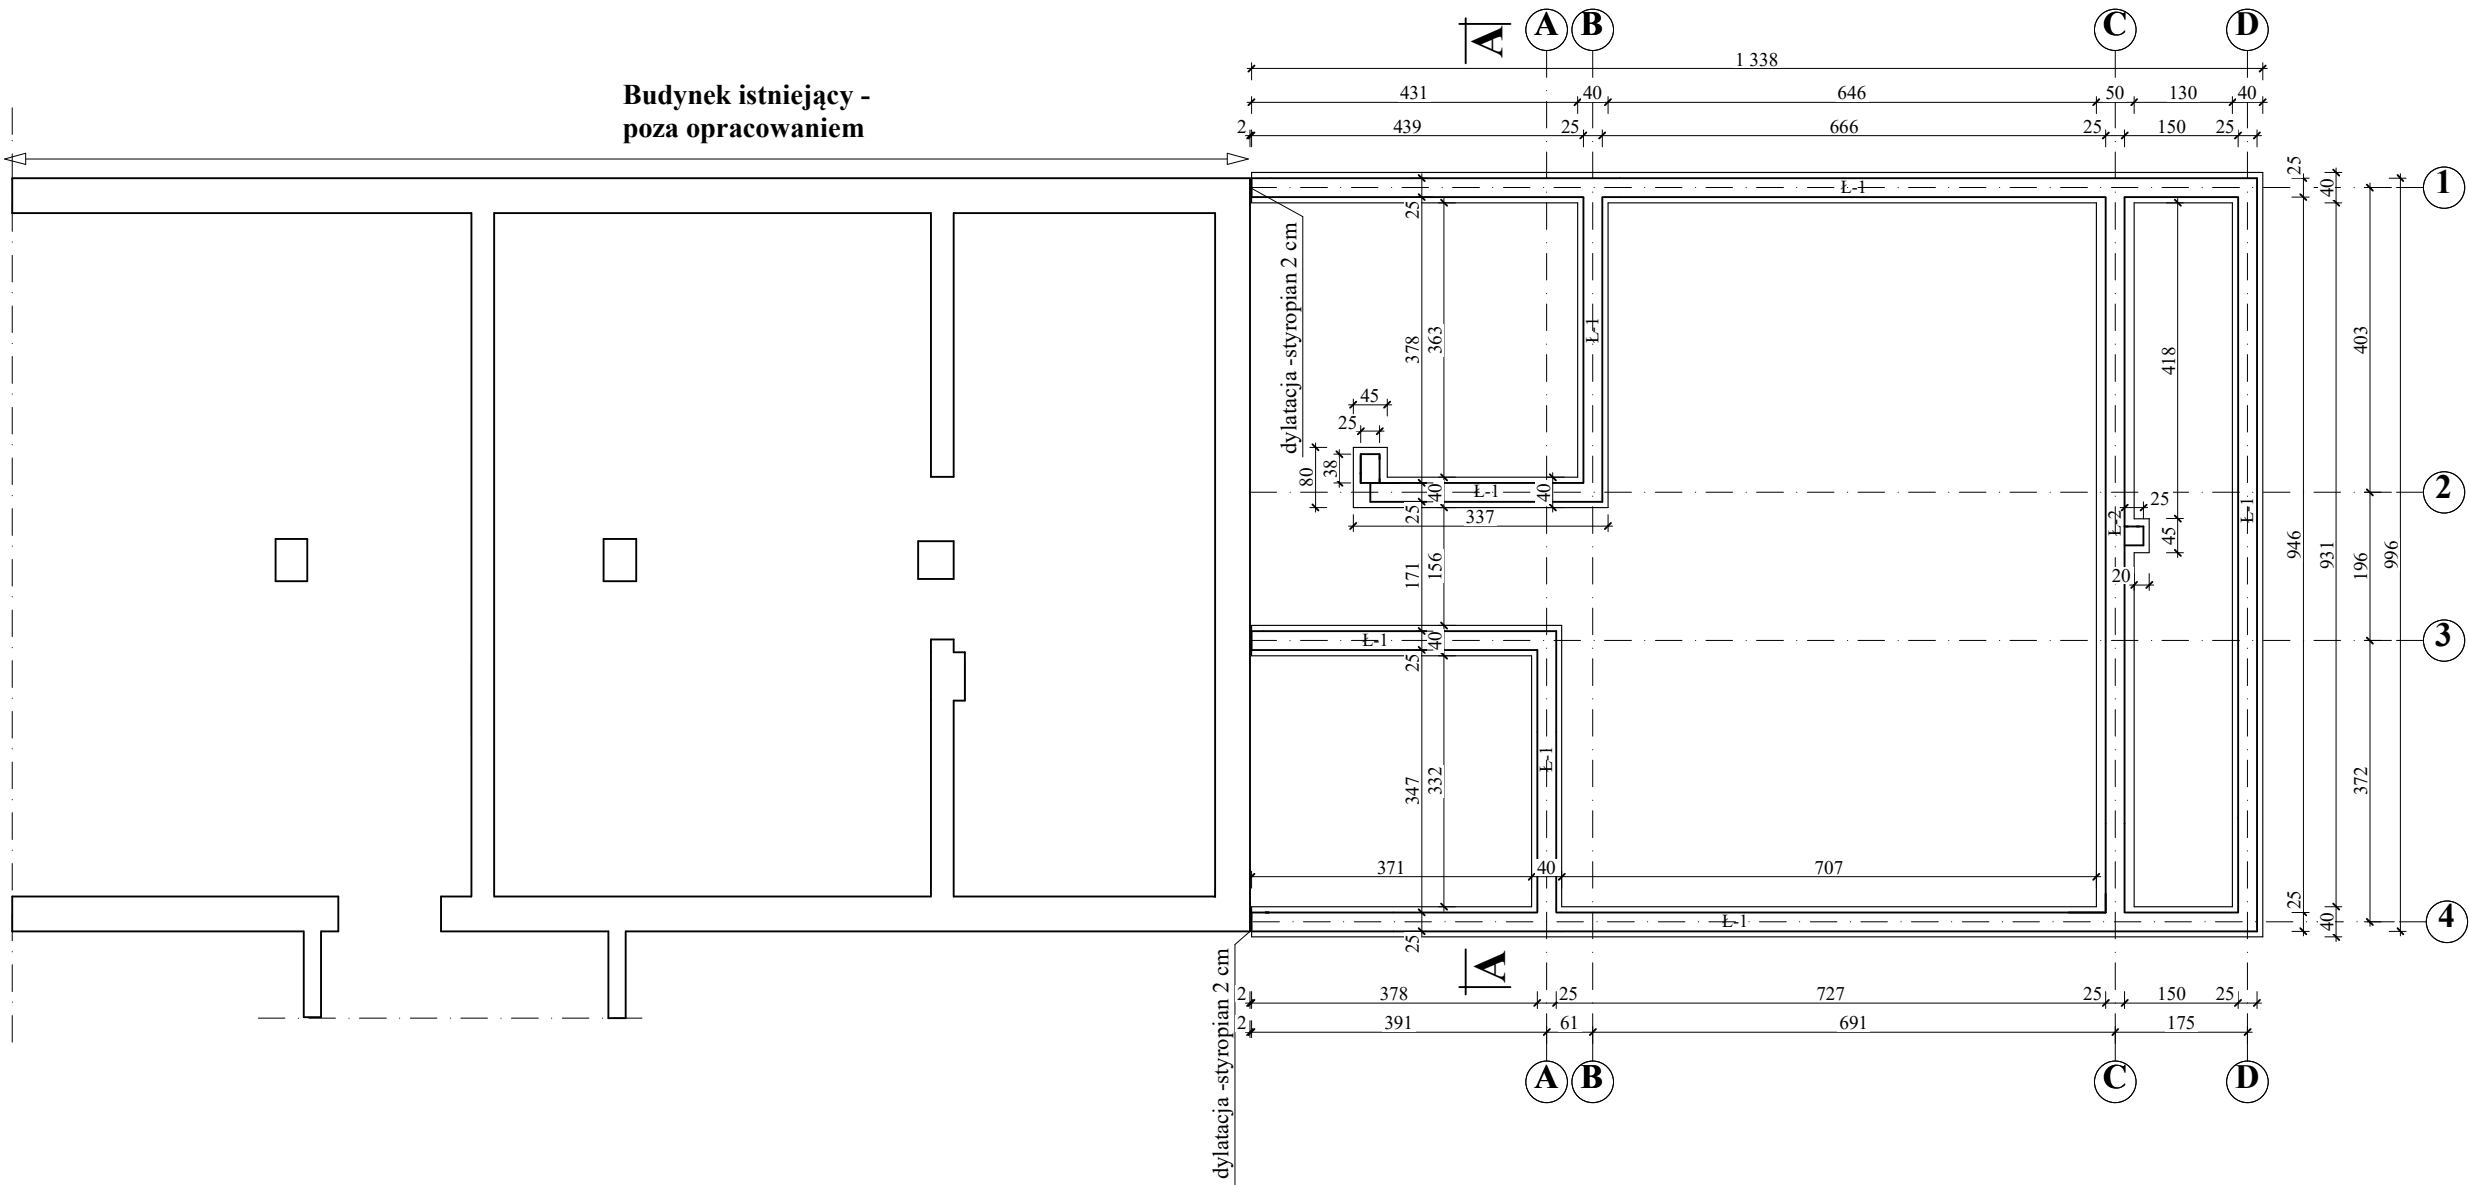 A
A
B
C
D
1 338
Budynek istniejący -
poza opracowaniem
431
40
646
50
130
40
2
439
25
666
25
150
25
25
40
1
Ł-1
25
dylatacja -styropian 2 cm
378
363
Ł-1
403
418
45
25
38
80
40
Ł-1
40
25
337
2
25
Ł-2
45
20
Ł-1
946
931
196
996
171
156
Ł-1
40
25
3
Ł-1
347
332
372
371
40
707
25
40
4
Ł-1
25
dylatacja -styropian 2 cm
A
2
378
25
727
25
150
25
2
391
61
691
175
A
B
C
D